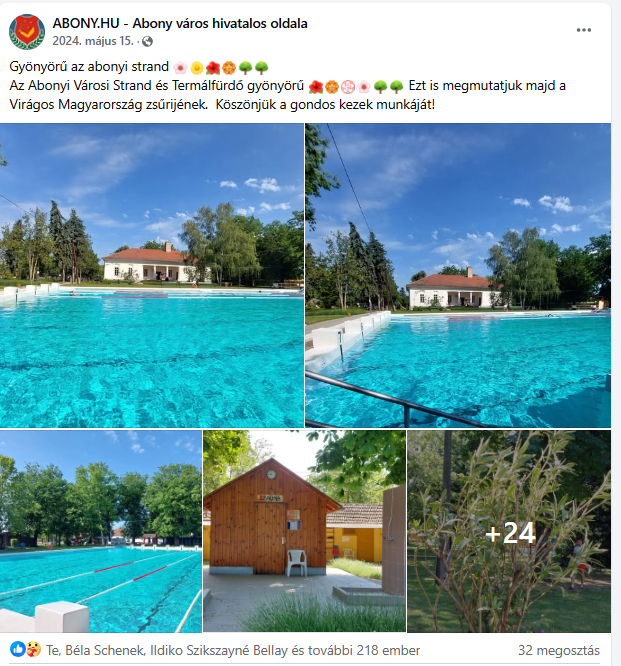 ABONY.HU - Abony város hivatalos oldala
2024. május 15. ·
Gyönyörű az abonyi strand 🌸🌼🌺🏵️🌳🌳
Az Abonyi Városi Strand és Termálfürdő gyönyörű 🌺🏵️💮🌸🌳🌳 Ezt is megmutatjuk majd a
Virágos Magyarország zsűrijének. Köszönjük a gondos kezek munkáját!
+24
Te, Béla Schenek, Ildiko Szikszayné Bellay és további 218 ember
32 megosztás